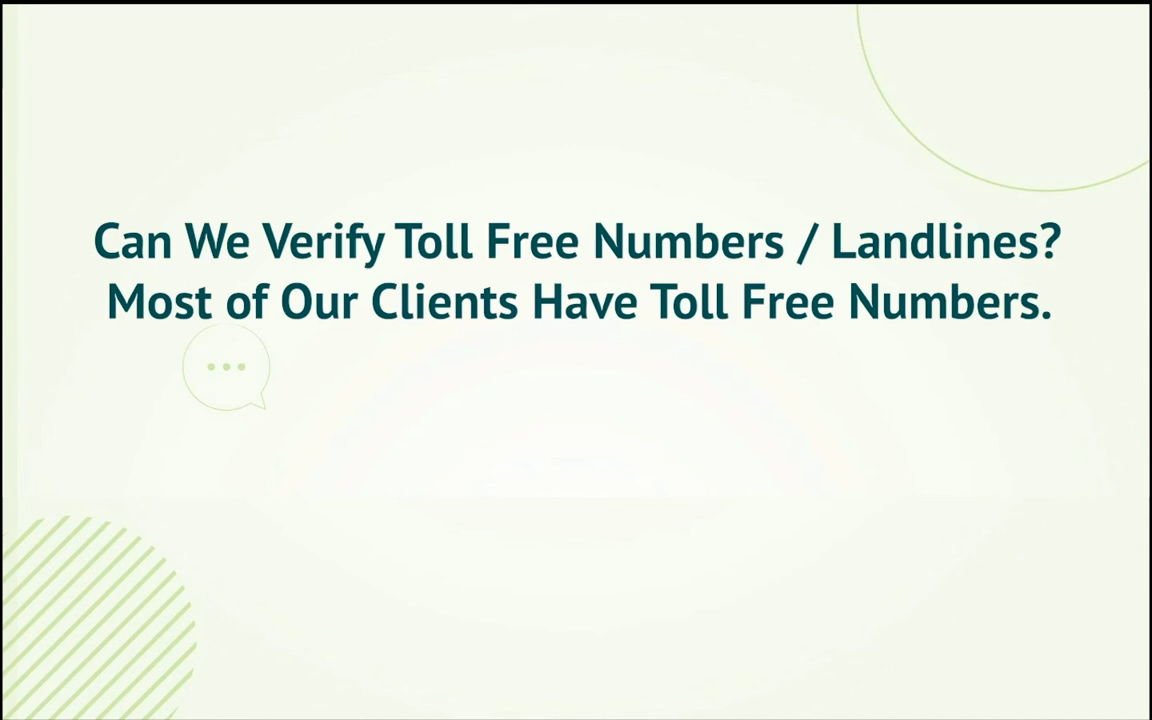 Can We Verify Toll Free Numbers / Landlines?
Most of Our Clients Have Toll Free Numbers.